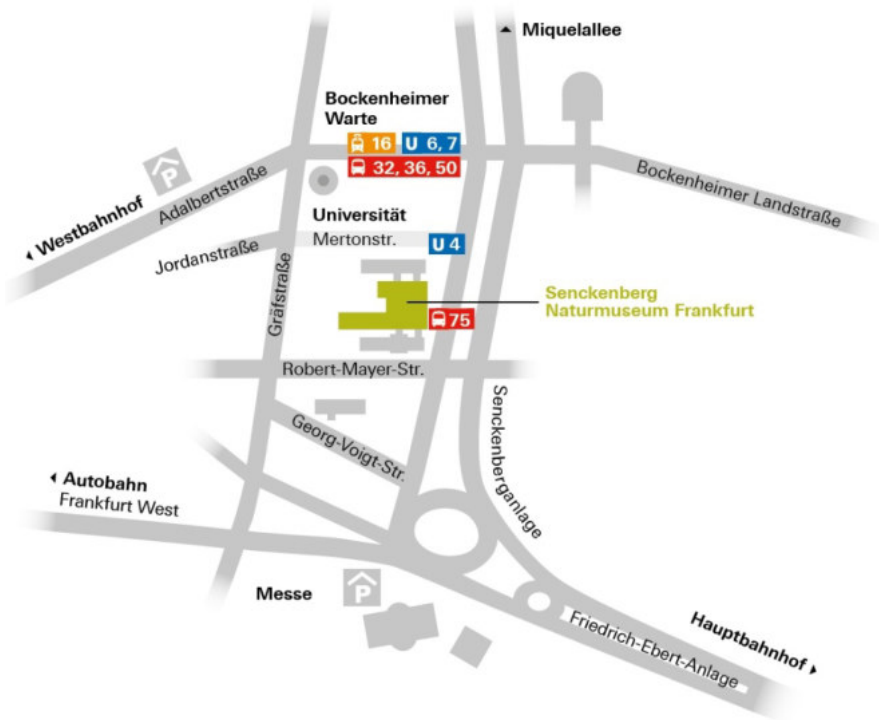 Miquelallee
Bockenheimer
Warte
16
U 6, 7
32, 36, 50
P
Adalbertstraße
Bockenheimer Landstraße
Westbahnhof
Universität
Mertonstr.
U 4
Jordanstraße
Gräfstraße
Senckenberg
Naturmuseum Frankfurt
75
Robert-Mayer-Str.
Senckenberganlage
Georg-Voigt-Str.
Autobahn
Frankfurt West
Messe
P
Friedrich-Ebert-Anlage
Hauptbahnhof